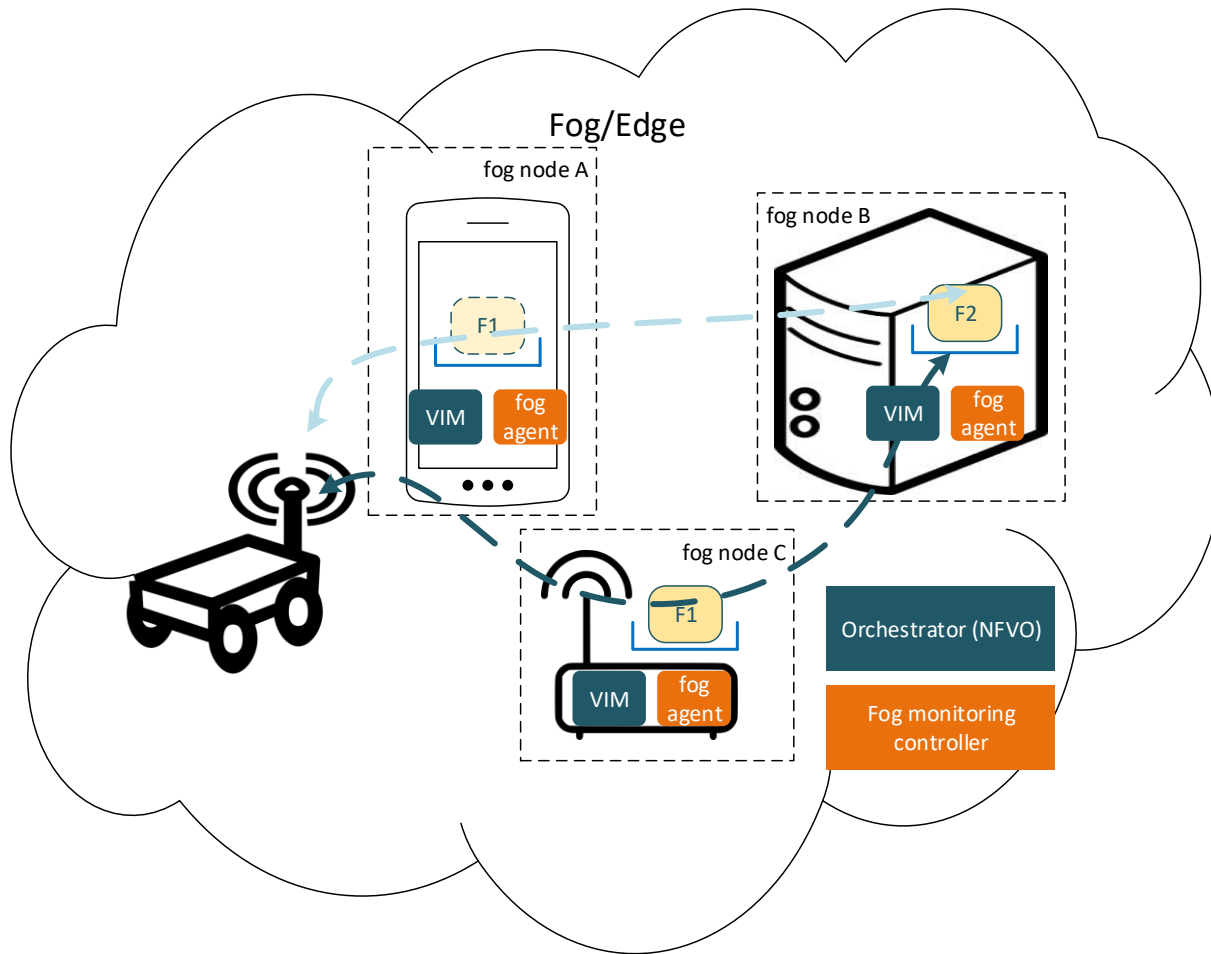 Fog/Edge
fog node A
F1
VIM
fog
agent
fog node B
F2
VIM
fog
agent
fog node C
F1
VIM
fog
agent
Orchestrator (NFVO)
Fog monitoring
controller